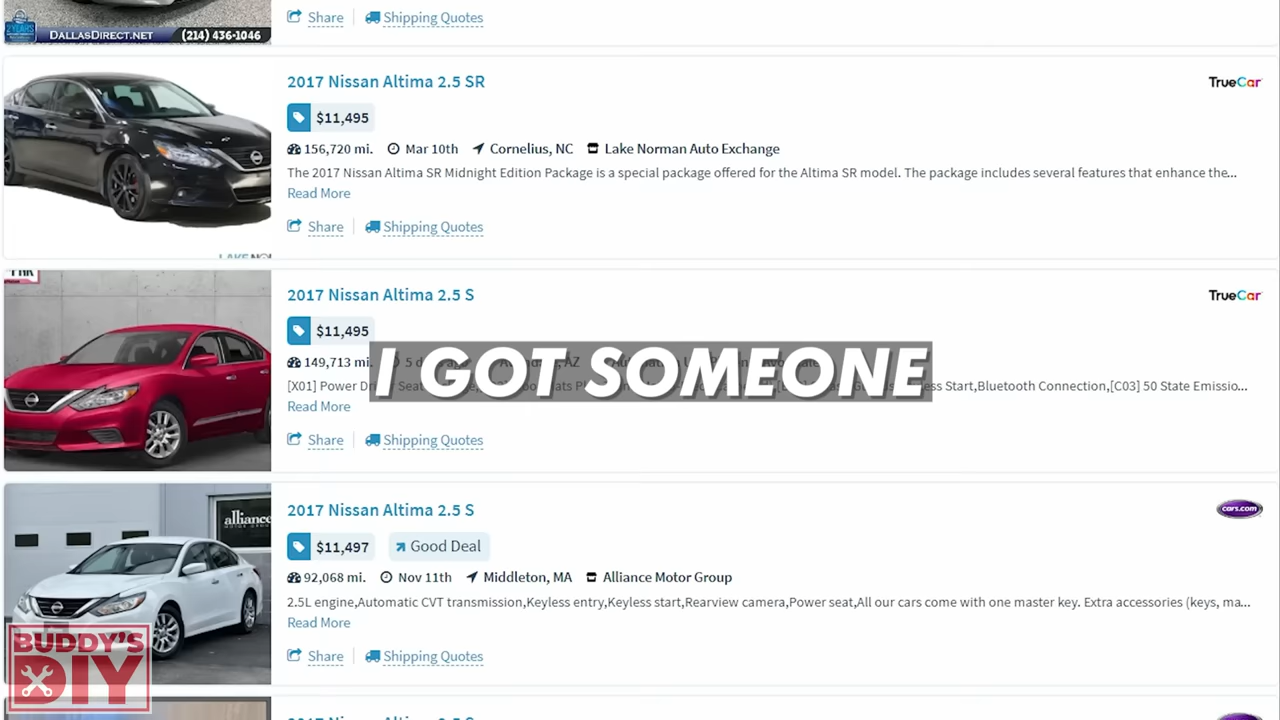 2 YEARS
DALLASDIRECT.NET (214) 436-1046
Share Shipping Quotes
2017 Nissan Altima 2.5 SR
TrueCar
$11,495
156,720 mi. Mar 10th Cornelius, NC Lake Norman Auto Exchange
The 2017 Nissan Altima SR Midnight Edition Package is a special package offered for the Altima SR model. The package includes several features that enhance the...
Read More
Share Shipping Quotes
2017 Nissan Altima 2.5 S
TrueCar
$11,495
149,713 mi. 5 AZ
I GOT SOMEONE
[X01] Power Start,Bluetooth Connection,[C03] 50 State Emissio...
Read More
Share Shipping Quotes
alliance
2017 Nissan Altima 2.5 S
cars.com
$11,497 Good Deal
92,068 mi. Nov 11th Middleton, MA Alliance Motor Group
2.5L engine,Automatic CVT transmission,Keyless entry,Keyless start,Rearview camera,Power seat,All our cars come with one master key. Extra accessories (keys, ma...
Read More
Share Shipping Quotes
BUDDY'S
DIY